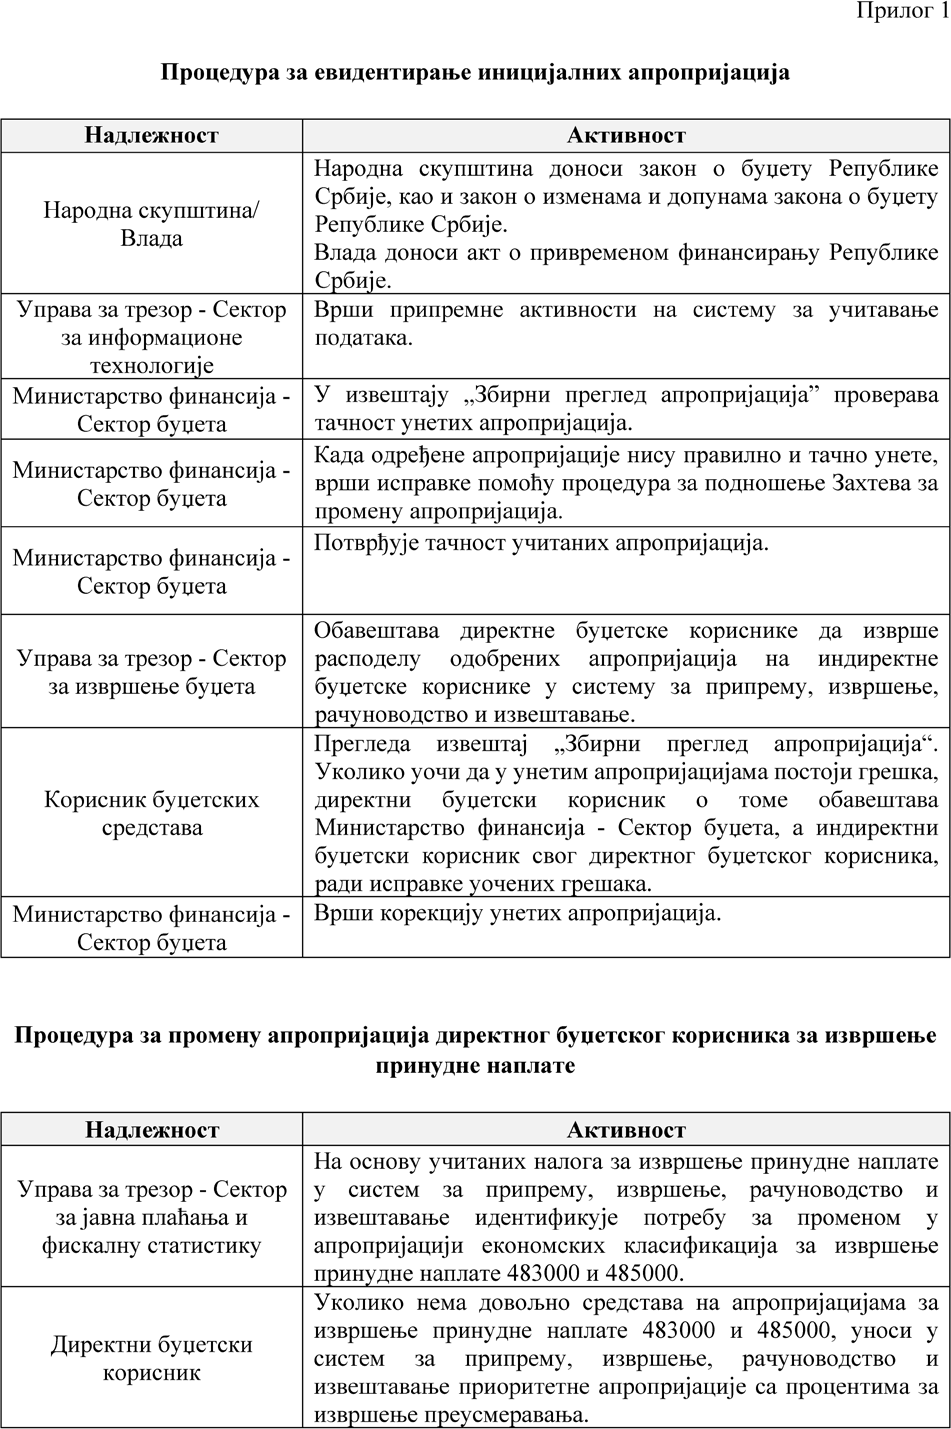 Прилог 1
Процедура за евидентирање иницијалних апропријација
Надлежност
Активност
Народна скупштина/
Влада
Народна скупштина доноси закон о буџету Републике
Србије, као и закон о изменама и допунама закона о буџету
Републике Србије.
Влада доноси акт о привременом финансирању Републике
Србије.
Управа за трезор - Сектор
за информационе
технологије
Врши припремне активности на систему за учитавање
података.
Министарство финансија -
Сектор буџета
У извештају „Збирни преглед апропријација” проверава
тачност унетих апропријација.
Министарство финансија -
Сектор буџета
Када одређене апропријације нису правилно и тачно унете,
врши исправке помоћу процедура за подношење Захтева за
промену апропријација.
Министарство финансија -
Сектор буџета
Потврђује тачност учитаних апропријација.
Управа за трезор - Сектор
за извршење буџета
Обавештава директне буџетске кориснике да изврше
расподелу одобрених апропријација на индиректне
буџетске кориснике у систему за припрему, извршење,
рачуноводство и извештавање.
Корисник буџетских
средстава
Прегледа извештај „Збирни преглед апропријација“.
Уколико уочи да у унетим апропријацијама постоји грешка,
директни буџетски корисник о томе обавештава
Министарство финансија - Сектор буџета, а индиректни
буџетски корисник свог директног буџетског корисника,
ради исправке уочених грешака.
Министарство финансија -
Сектор буџета
Врши корекцију унетих апропријација.
Процедура за промену апропријација директног буџетског корисника за извршење
принудне наплате
Надлежност
Активност
Управа за трезор - Сектор
за јавна плаћања и
фискалну статистику
На основу учитаних налога за извршење принудне наплате
у систем за припрему, извршење, рачуноводство и
извештавање идентификује потребу за променом у
апропријацији економских класификација за извршење
принудне наплате 483000 и 485000.
Директни буџетски
корисник
Уколико нема довољно средстава на апропријацијама за
извршење принудне наплате 483000 и 485000, уноси у
систем за припрему, извршење, рачуноводство и
извештавање приоритетне апропријације са процентима за
извршење преусмеравања.